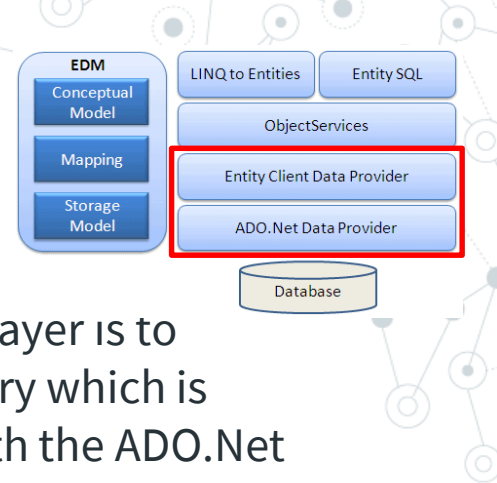 EDM
Conceptual
Model
Mapping
Storage
Model
LINQ to Entities
Entity SQL
ObjectServices
Entity Client Data Provider
ADO.Net Data Provider
Database
ayer is to
ry which is
th the ADO.Net